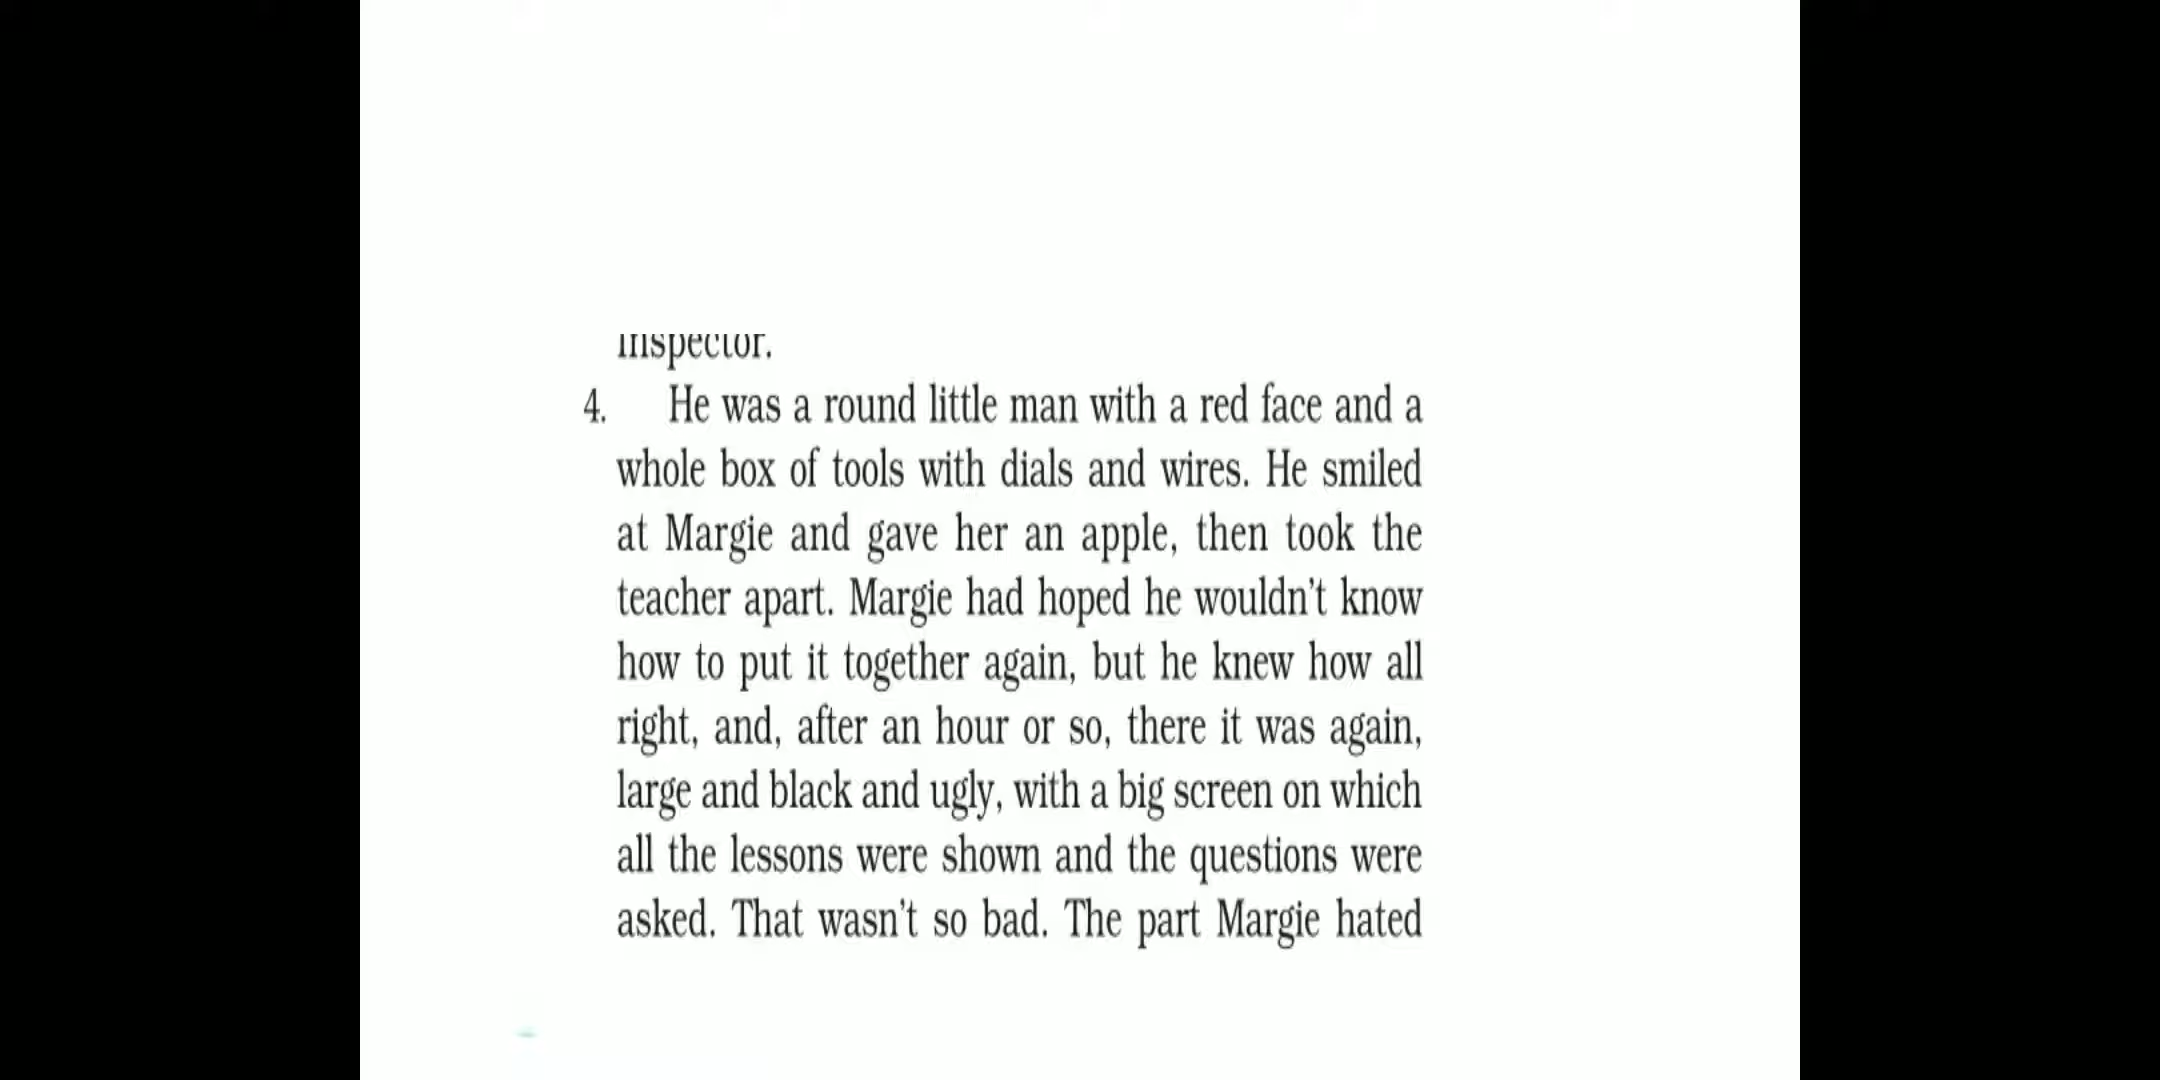 inspector.
4. He was a round little man with a red face and a
whole box of tools with dials and wires. He smiled
at Margie and gave her an apple, then took the
teacher apart. Margie had hoped he wouldn't know
how to put it together again, but he knew how all
right, and, after an hour or so, there it was again,
large and black and ugly, with a big screen on which
all the lessons were shown and the questions were
asked. That wasn't so bad. The part Margie hated